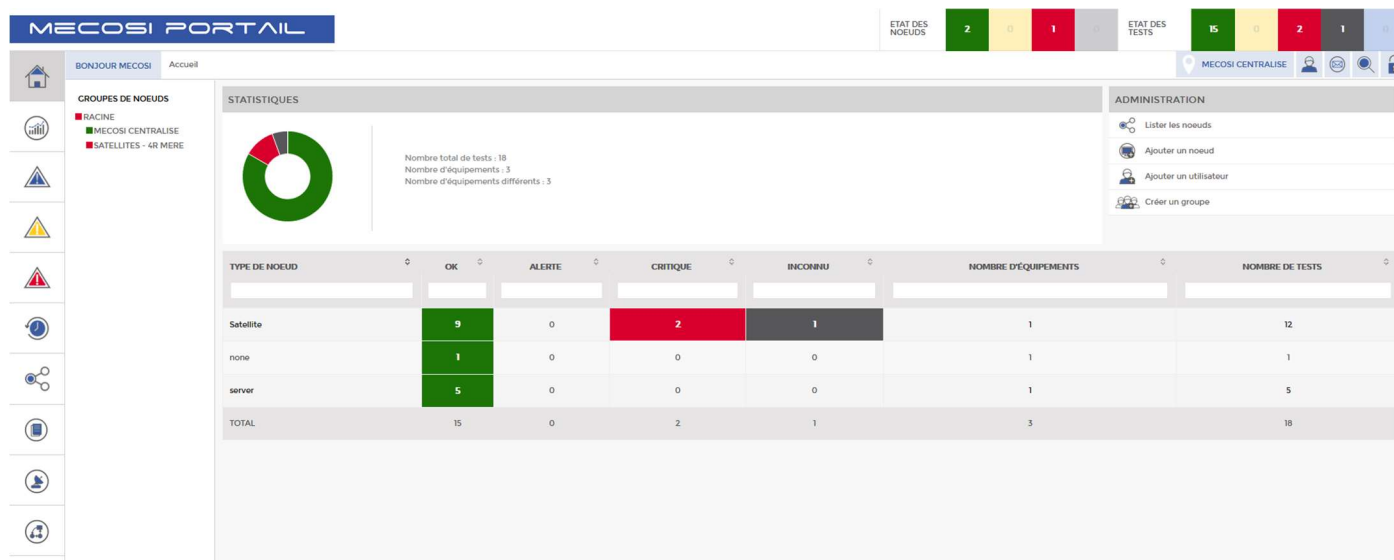 MECOSI PORTAIL
ETAT DES NOEUDS
2 0 1 0
ETAT DES TESTS
15 0 2 1 0
BONJOUR MECOSI Accueil
MECOSI CENTRALISE
GROUPES DE NOEUDS
RACINE
MECOSI CENTRALISE
SATELLITES - 4R MERE
STATISTIQUES
Nombre total de tests : 18
Nombre d'équipements : 3
Nombre d'équipements différents : 3
ADMINISTRATION
Lister les noeuds
Ajouter un noeud
Ajouter un utilisateur
Créer un groupe
TYPE DE NOEUD OK ALERTE CRITIQUE INCONNU NOMBRE D'ÉQUIPEMENTS NOMBRE DE TESTS
Satellite 9 0 2 1 1 12
none 1 0 0 0 1 1
server 5 0 0 0 1 5
TOTAL 15 0 2 1 3 18